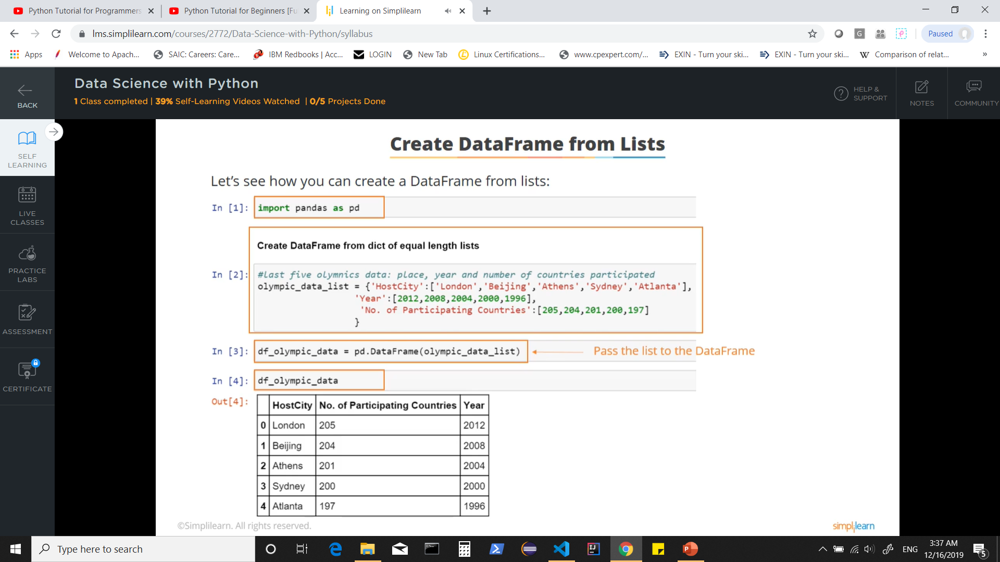 Python Tutorial for Programmers
Python Tutorial for Beginners [Fu
Learning on Simplilearn
lms.simplilearn.com/courses/2772/Data-Science-with-Python/syllabus
G
Paused
Apps
Welcome to Apach...
SAIC: Careers: Care...
IBM Redbooks | Acc...
LOGIN
New Tab
Linux Certifications...
www.cpexpert.com/...
EXIN - Turn your ski...
EXIN - Turn your ski...
W Comparison of relat...
»
BACK
Data Science with Python
1 Class completed | 39% Self-Learning Videos Watched | 0/5 Projects Done
HELP &
SUPPORT
NOTES
COMMUNITY
SELF
LEARNING
LIVE
CLASSES
PRACTICE
LABS
ASSESSMENT
CERTIFICATE
Create DataFrame from Lists
Let's see how you can create a DataFrame from lists:
In [1]: import pandas as pd
Create DataFrame from dict of equal length lists
In [2]: #last five olymnics data: place, year and number of countries participated
olympic_data_list = {'HostCity':['London','Beijing','Athens','Sydney','Atlanta'],
'Year':[2012,2008,2004,2000,1996],
'No. of Participating Countries':[205,204,201,200,197]
}
In [3]: df_olympic_data = pd.DataFrame(olympic_data_list) Pass the list to the DataFrame
In [4]: df_olympic_data
Out[4]:
HostCity No. of Participating Countries Year
0 London 205 2012
1 Beijing 204 2008
2 Athens 201 2004
3 Sydney 200 2000
4 Atlanta 197 1996
©Simplilearn. All rights reserved.
simplilearn
Type here to search
ENG
3:37 AM
12/16/2019
5